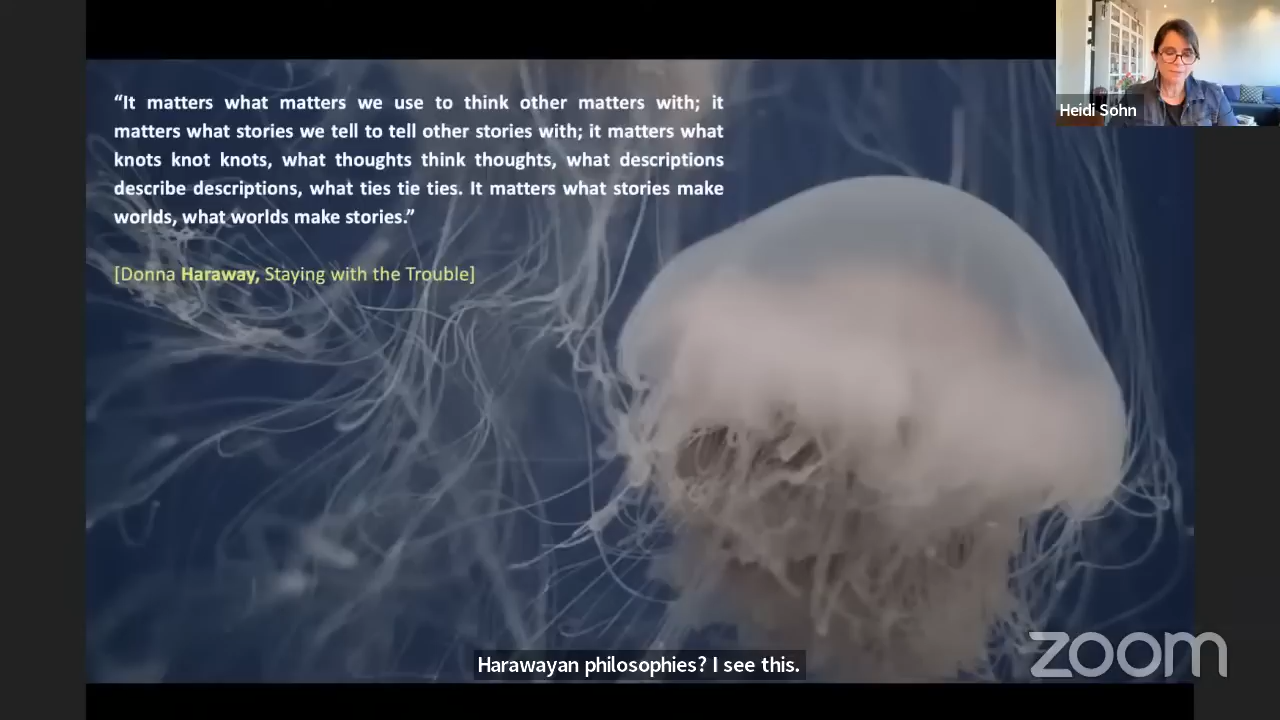 “It matters what matters we use to think other matters with; it
matters what stories we tell to tell other stories with; it matters what
knots knot knots, what thoughts think thoughts, what descriptions
describe descriptions, what ties tie ties. It matters what stories make
worlds, what worlds make stories.”
[Donna Haraway, Staying with the Trouble]
Heidi Sohn
Harawayan philosophies? I see this.
zoom